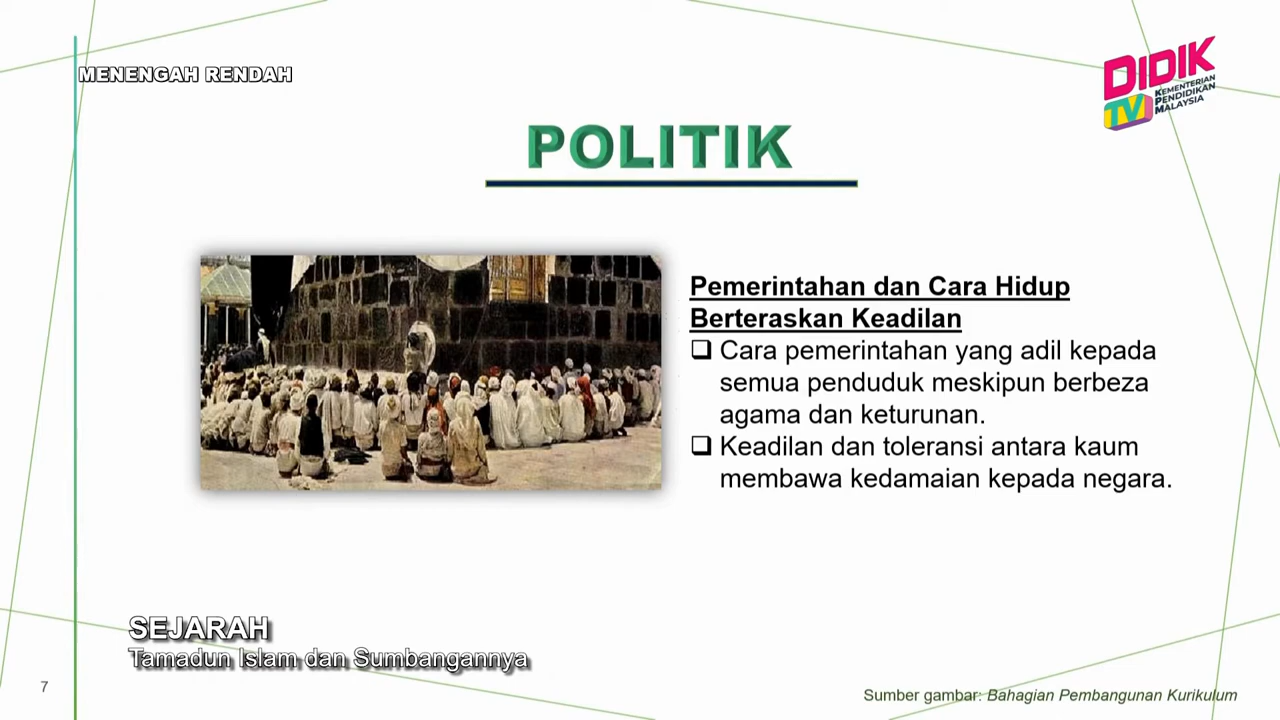 MENENGAH RENDAH
DIDIK
TV
KEMENTERIAN
PENDIDIKAN
MALAYSIA
POLITIK
Pemerintahan dan Cara Hidup
Berteraskan Keadilan
❑ Cara pemerintahan yang adil kepada
semua penduduk meskipun berbeza
agama dan keturunan.
❑ Keadilan dan toleransi antara kaum
membawa kedamaian kepada negara.
SEJARAH
Tamadun Islam dan Sumbangannya
7
Sumber gambar: Bahagian Pembangunan Kurikulum